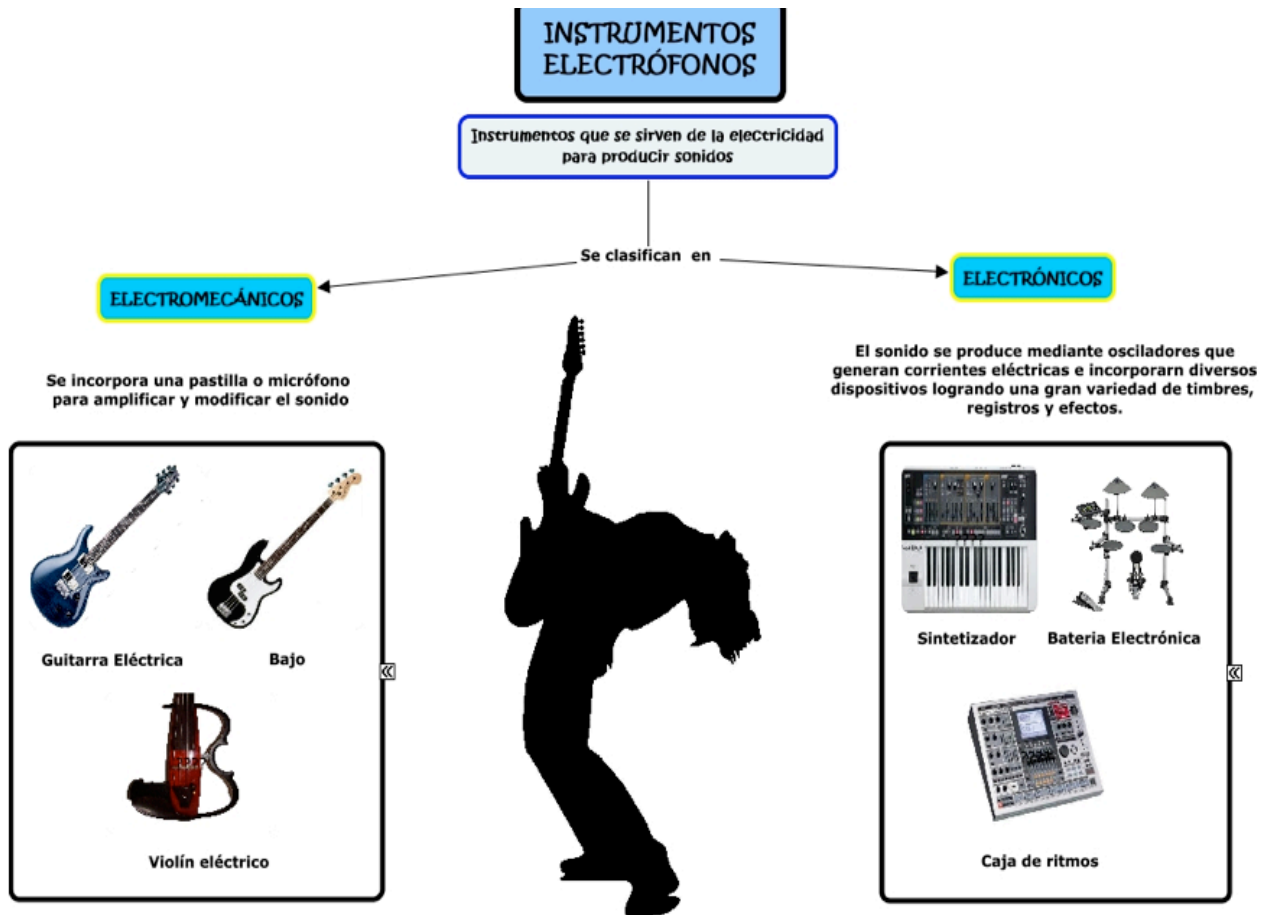 INSTRUMENTOS
ELECTRÓFONOS
Instrumentos que se sirven de la electricidad
para producir sonidos
Se clasifican en
ELECTROMECÁNICOS
ELECTRÓNICOS
Se incorpora una pastilla o micrófono
para amplificar y modificar el sonido
El sonido se produce mediante osciladores que
generan corrientes eléctricas e incorporarn diversos
dispositivos logrando una gran variedad de timbres,
registros y efectos.
Guitarra Eléctrica
Bajo
Violín eléctrico
Sintetizador
Bateria Electrónica
Caja de ritmos